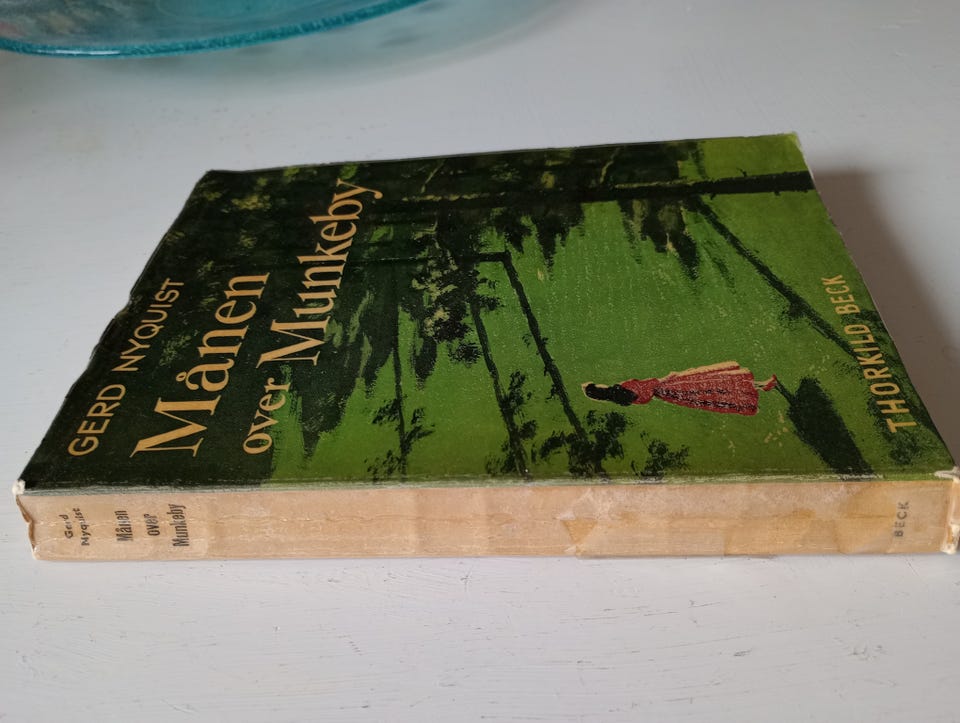 GERD NYQUIST
Månen
over Munkeby
THORKILD BECK
Gerd
Nyquist
Månen
over
Munkeby
BECK